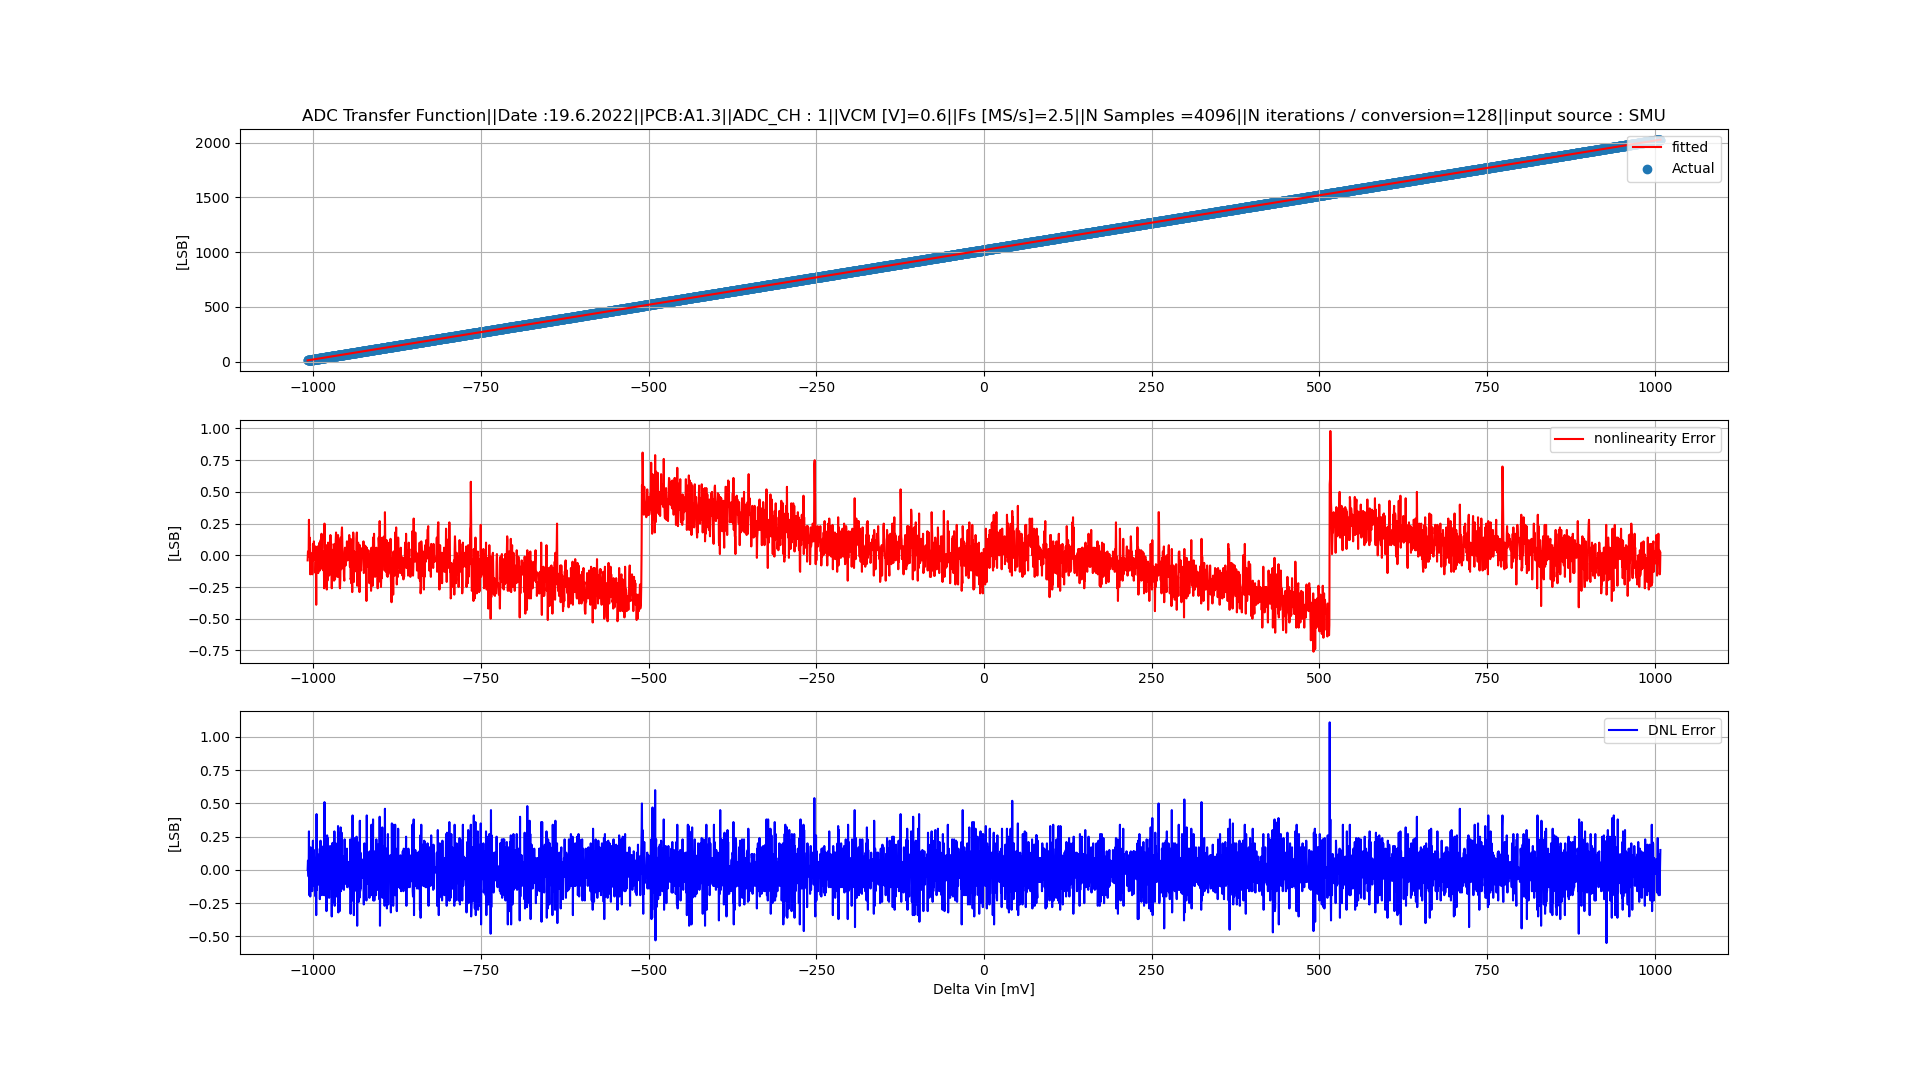 ADC Transfer Function||Date :19.6.2022||PCB:A1.3||ADC_CH : 1||VCM [V]=0.6||Fs [MS/s]=2.5||N Samples =4096||N iterations / conversion=128||input source : SMU
2000
1500
1000
500
0
[LSB]
fitted
Actual
−1000 −750 −500 −250 0 250 500 750 1000
1.00
0.75
0.50
0.25
0.00
−0.25
−0.50
−0.75
[LSB]
nonlinearity Error
−1000 −750 −500 −250 0 250 500 750 1000
1.00
0.75
0.50
0.25
0.00
−0.25
−0.50
[LSB]
DNL Error
−1000 −750 −500 −250 0 250 500 750 1000
Delta Vin [mV]